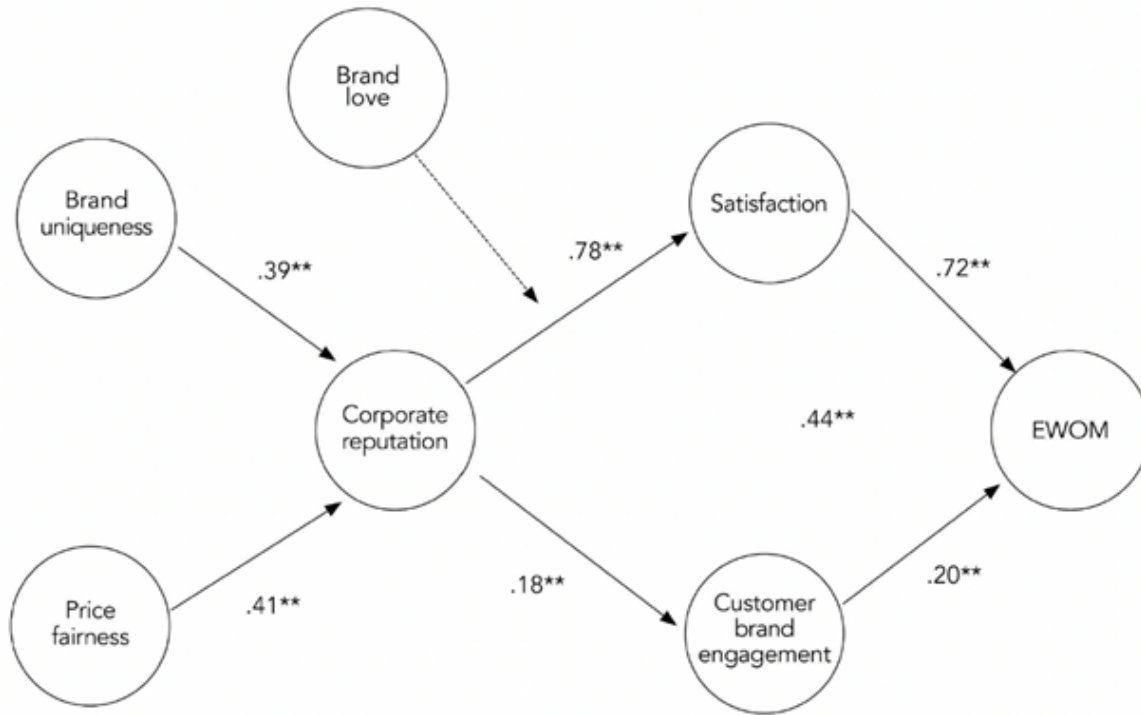 Brand
love
Brand
uniqueness
Satisfaction
.39**
.78**
.72**
Corporate
reputation
.44**
EWOM
Price
fairness
.41**
.18**
Customer
brand
engagement
.20**